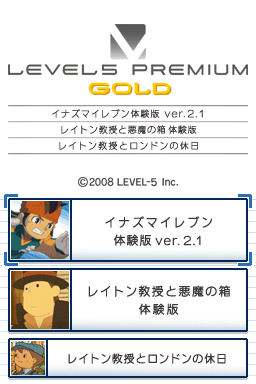 LEVEL5 PREMIUM
GOLD
イナズマイレブン体験版 ver.2.1
レイトン教授と悪魔の箱 体験版
レイトン教授とロンドンの休日
©2008 LEVEL-5 Inc.
イナズマイレブン
体験版 ver.2.1
レイトン教授と悪魔の箱
体験版
レイトン教授とロンドンの休日